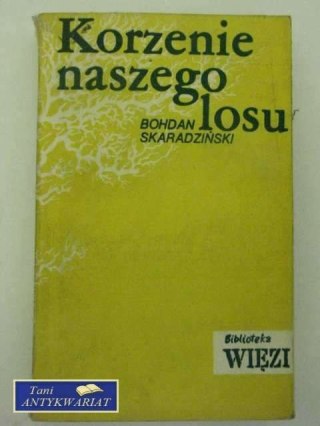 Korzenie
naszego
losu
BOHDAN
SKARADZIŃSKI
Biblioteka
WIĘZI
Tani
ANTYKWARIAT